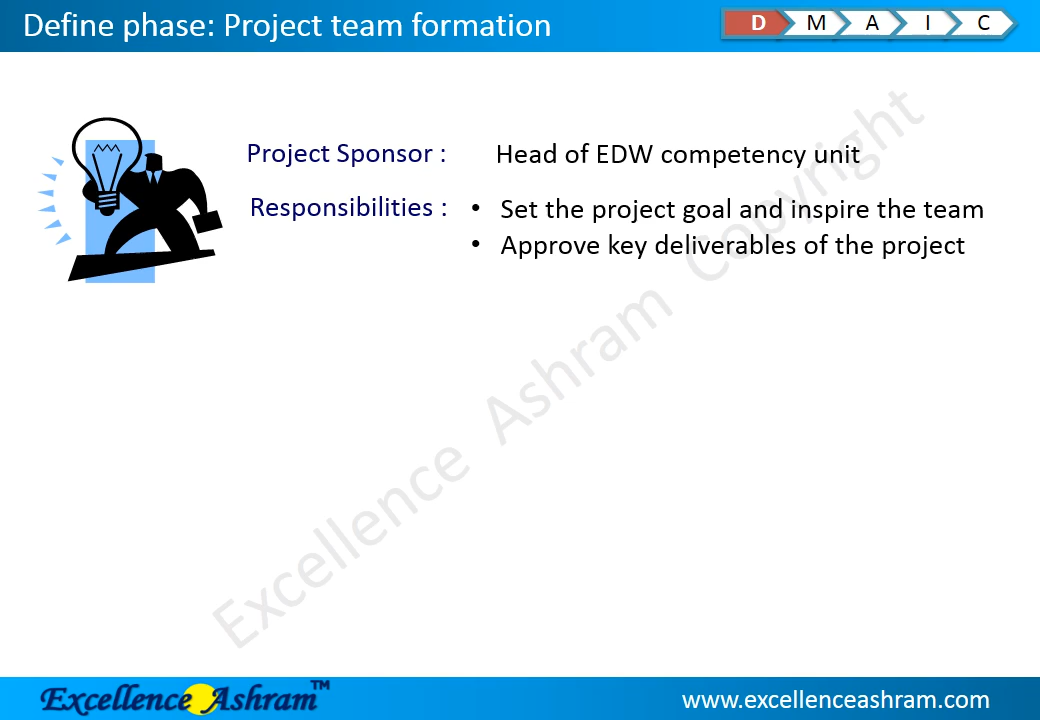 Define phase: Project team formation
D M A I C
Project Sponsor : Head of EDW competency unit
Responsibilities : • Set the project goal and inspire the team
• Approve key deliverables of the project
Excellence Ashram Copyright
Excellence Ashram™
www.excellenceashram.com